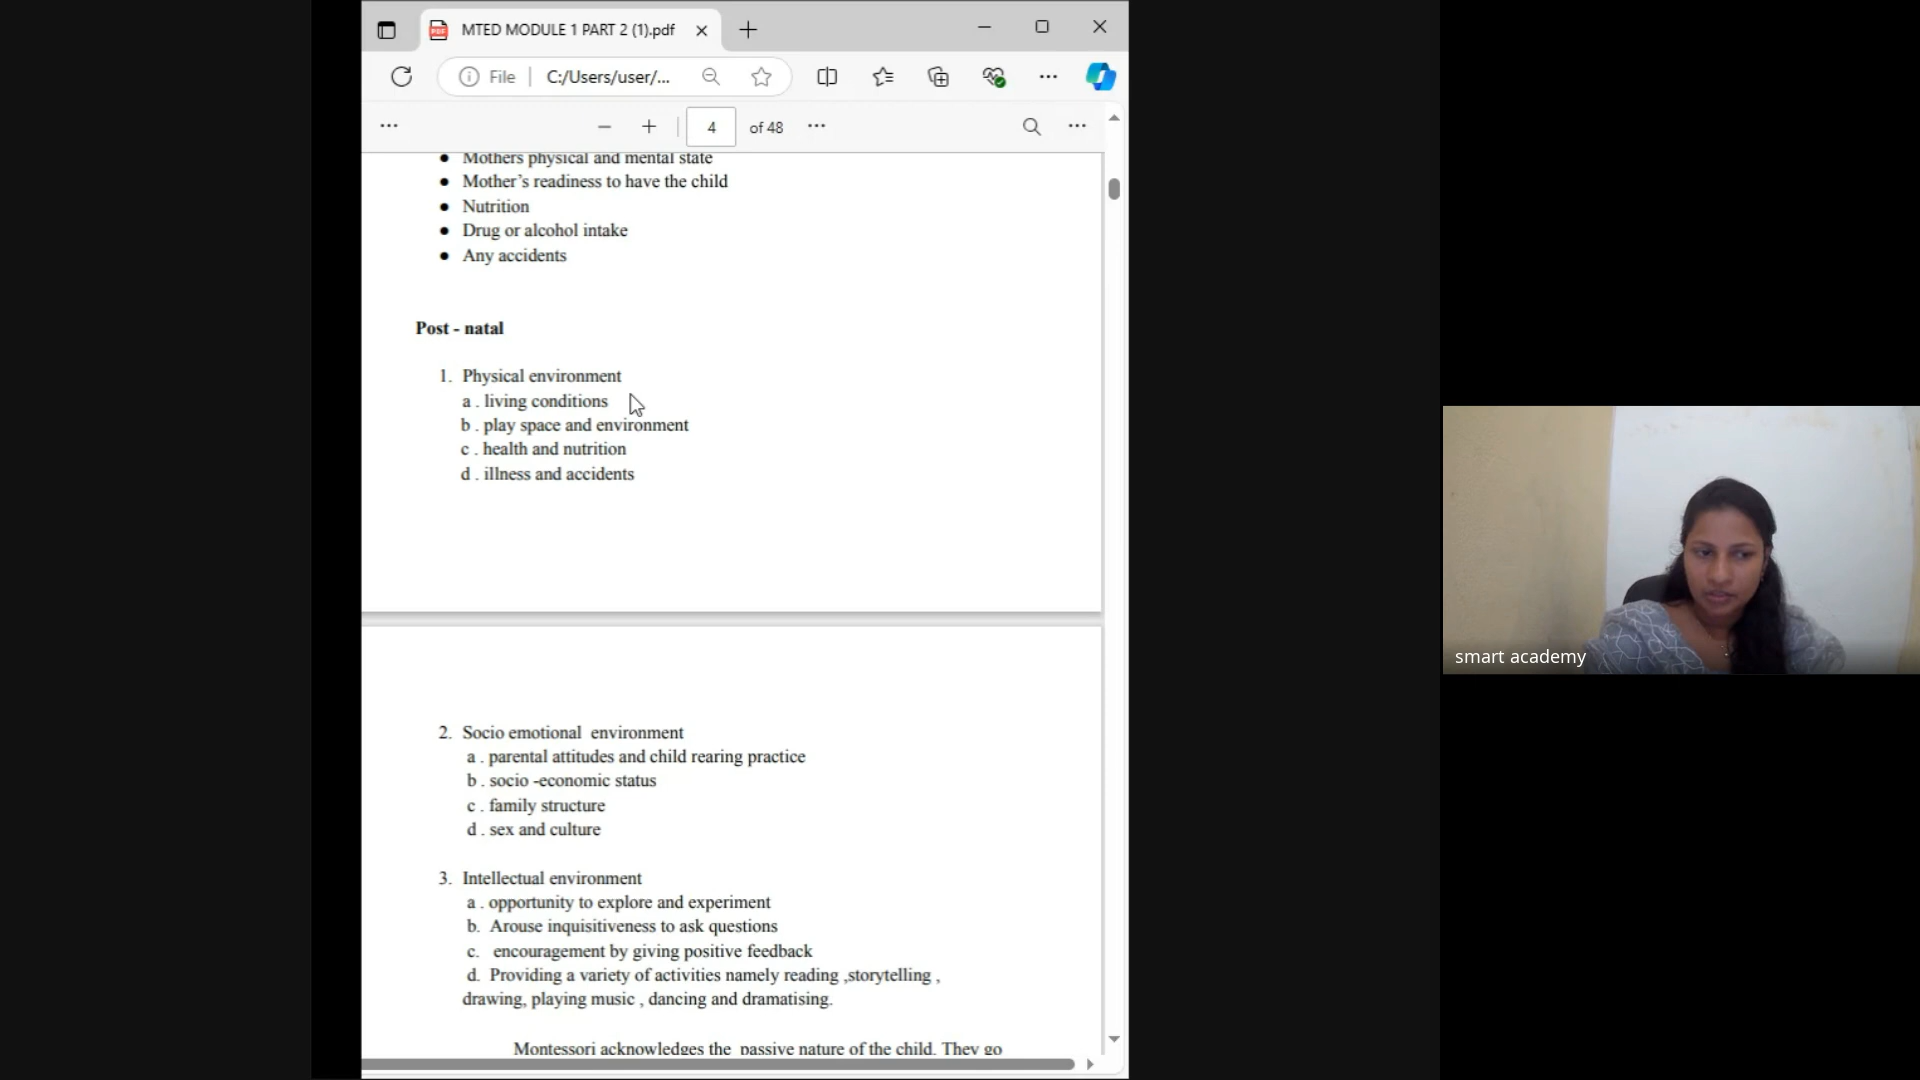 MTED MODULE 1 PART 2 (1).pdf
File
C:/Users/user/...
4 of 48
● Mothers physical and mental state
● Mother's readiness to have the child
● Nutrition
● Drug or alcohol intake
● Any accidents
Post - natal
1. Physical environment
a . living conditions
b . play space and environment
c . health and nutrition
d . illness and accidents
2. Socio emotional  environment
a . parental attitudes and child rearing practice
b . socio -economic status
c . family structure
d . sex and culture
3. Intellectual environment
a . opportunity to explore and experiment
b. Arouse inquisitiveness to ask questions
c. encouragement by giving positive feedback
d. Providing a variety of activities namely reading ,storytelling ,
drawing, playing music , dancing and dramatising.
Montessori acknowledges the  passive nature of the child. They go
smart academy